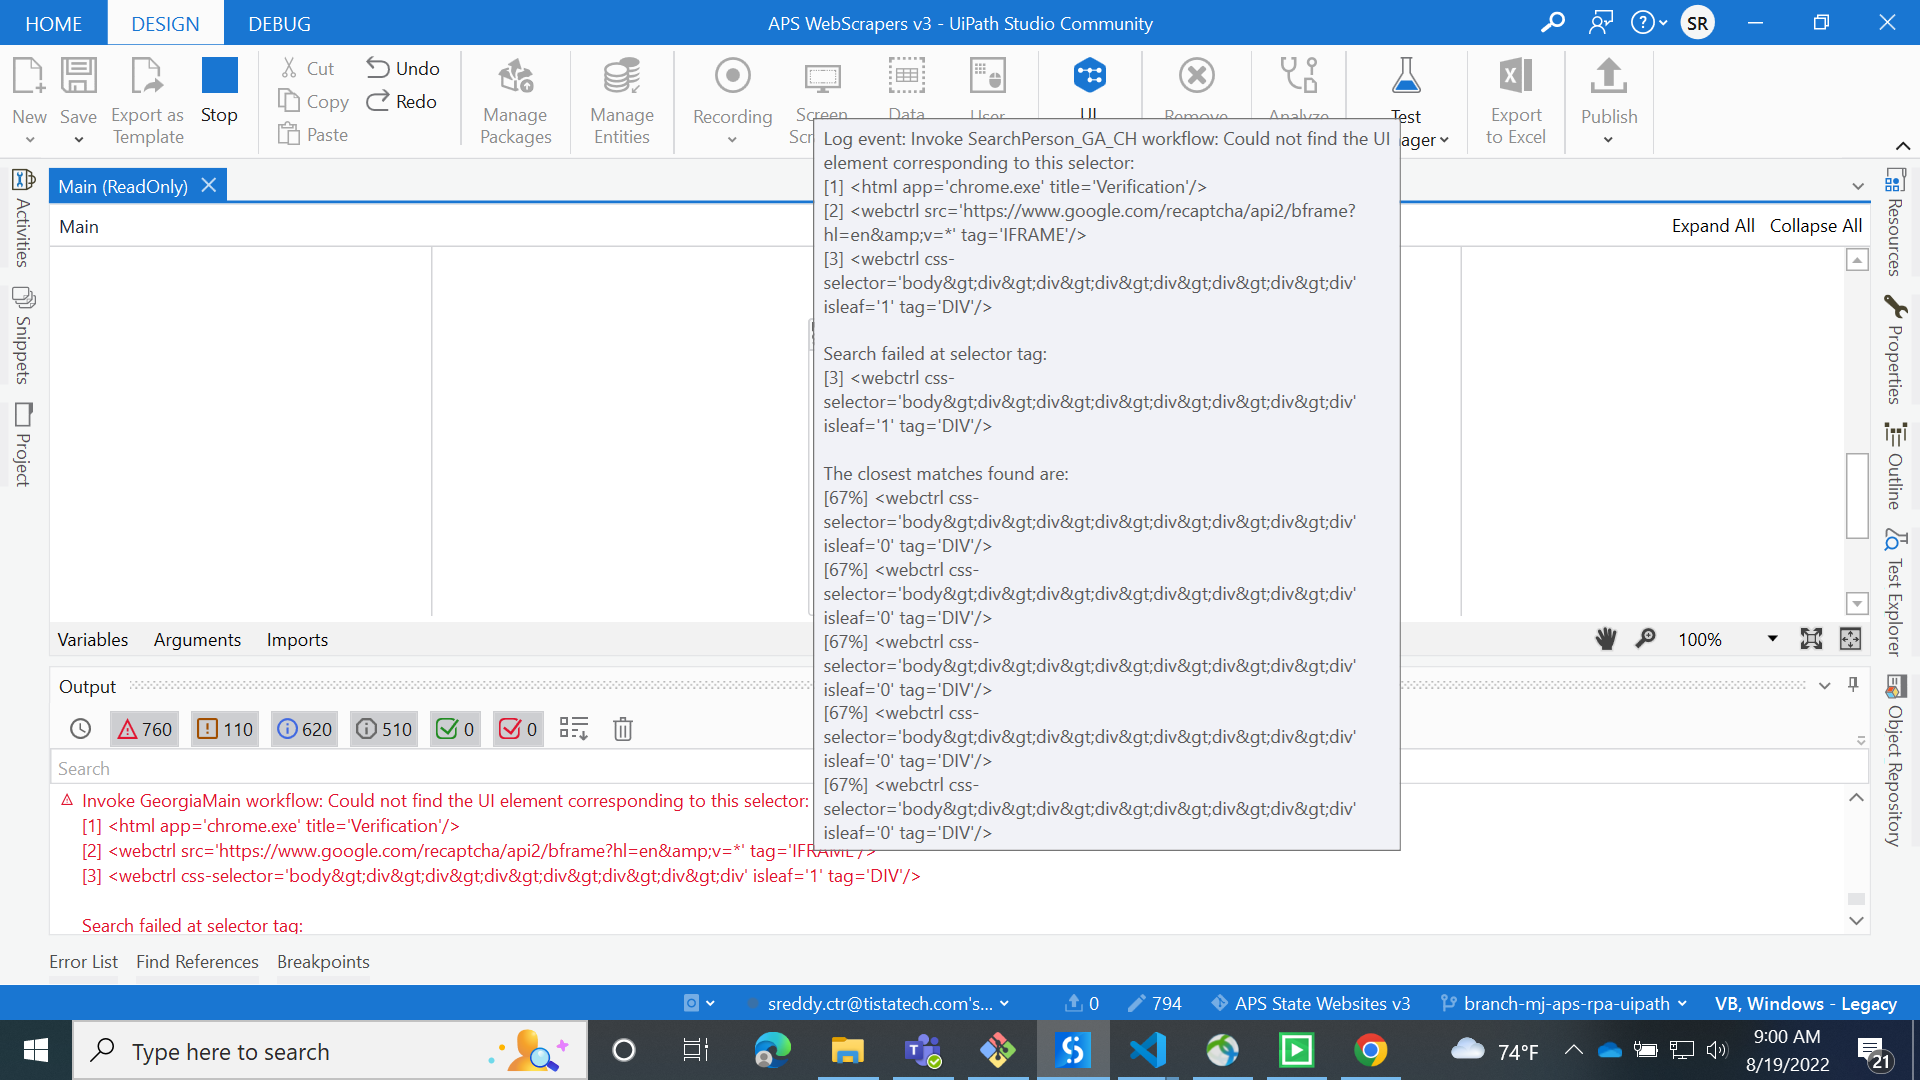 HOME
DESIGN
DEBUG
APS WebScrapers v3 - UiPath Studio Community
SR
New
Save
Export as
Template
Stop
Cut
Copy
Paste
Undo
Redo
Manage
Packages
Manage
Entities
Recording
Screen
Data
User
UI
Remove
Analyze
Test
ager
Export
to Excel
Publish
Log event: Invoke SearchPerson_GA_CH workflow: Could not find the UI
element corresponding to this selector:
[1] <html app='chrome.exe' title='Verification'/>
[2] <webctrl src='https://www.google.com/recaptcha/api2/bframe?
hl=en&amp;v=*' tag='IFRAME'/>
[3] <webctrl css-
selector='body&gt;div&gt;div&gt;div&gt;div&gt;div&gt;div&gt;div'
isleaf='1' tag='DIV'/>
Search failed at selector tag:
[3] <webctrl css-
selector='body&gt;div&gt;div&gt;div&gt;div&gt;div&gt;div&gt;div'
isleaf='1' tag='DIV'/>
The closest matches found are:
[67%] <webctrl css-
selector='body&gt;div&gt;div&gt;div&gt;div&gt;div&gt;div&gt;div'
isleaf='0' tag='DIV'/>
[67%] <webctrl css-
selector='body&gt;div&gt;div&gt;div&gt;div&gt;div&gt;div&gt;div'
isleaf='0' tag='DIV'/>
[67%] <webctrl css-
selector='body&gt;div&gt;div&gt;div&gt;div&gt;div&gt;div&gt;div'
isleaf='0' tag='DIV'/>
[67%] <webctrl css-
selector='body&gt;div&gt;div&gt;div&gt;div&gt;div&gt;div&gt;div'
isleaf='0' tag='DIV'/>
[67%] <webctrl css-
selector='body&gt;div&gt;div&gt;div&gt;div&gt;div&gt;div&gt;div'
isleaf='0' tag='DIV'/>
Activities
Snippets
Project
Main (ReadOnly)
Main
Expand All
Collapse All
Resources
Properties
Outline
Test Explorer
Object Repository
Variables
Arguments
Imports
100%
Output
760
110
620
510
0
0
Search
Invoke GeorgiaMain workflow: Could not find the UI element corresponding to this selector:
[1] <html app='chrome.exe' title='Verification'/>
[2] <webctrl src='https://www.google.com/recaptcha/api2/bframe?hl=en&amp;v=*' tag='IFRAME'/>
[3] <webctrl css-selector='body&gt;div&gt;div&gt;div&gt;div&gt;div&gt;div&gt;div' isleaf='1' tag='DIV'/>
Search failed at selector tag:
Error List
Find References
Breakpoints
sreddy.ctr@tistatech.com's...
0
794
APS State Websites v3
branch-mj-aps-rpa-uipath
VB, Windows - Legacy
Type here to search
74°F
9:00 AM
8/19/2022
21